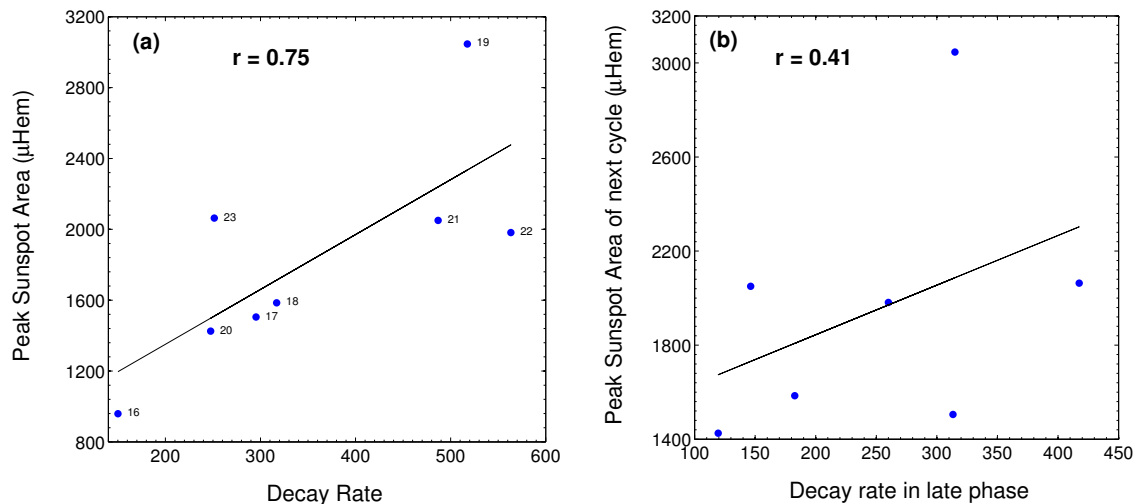 (a)
r = 0.75
Peak Sunspot Area (μHem)
3200
2800
2400
2000
1600
1200
800
19
23
21
22
18
17
20
16
200 300 400 500 600
Decay Rate
(b)
r = 0.41
Peak Sunspot Area of next cycle (μHem)
3200
3000
2600
2200
1800
1400
100 150 200 250 300 350 400 450
Decay rate in late phase